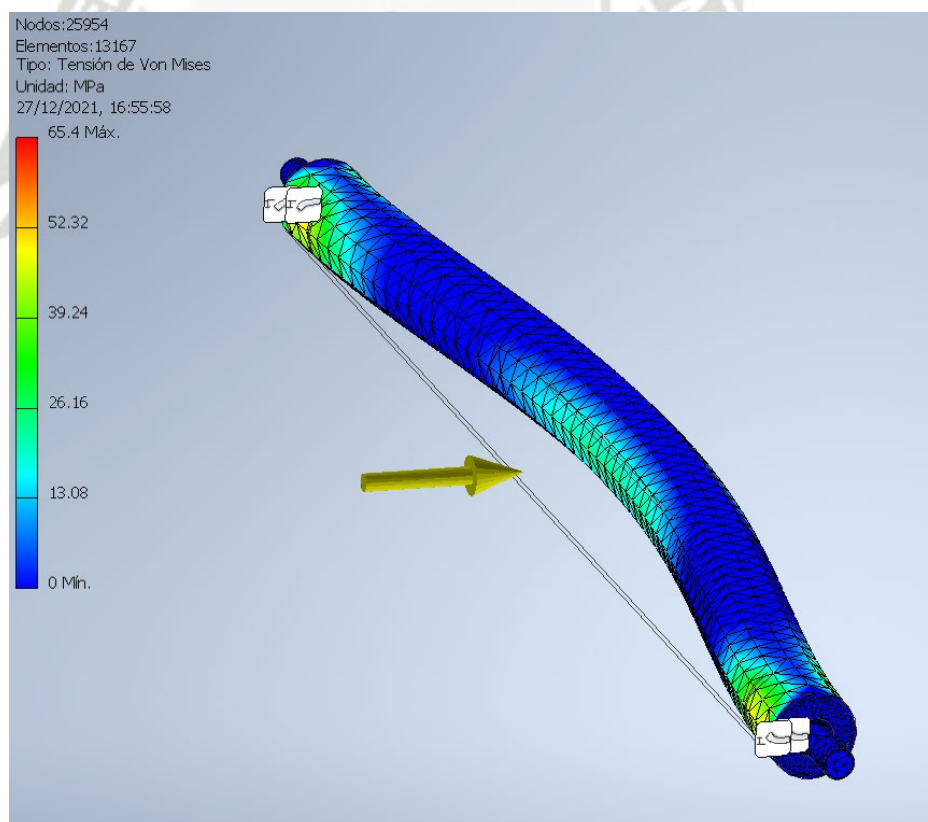 Nodos:25954
Elementos:13167
Tipo: Tensión de Von Mises
Unidad: MPa
27/12/2021, 16:55:58
65.4 Máx.
52.32
39.24
26.16
13.08
0 Mín.